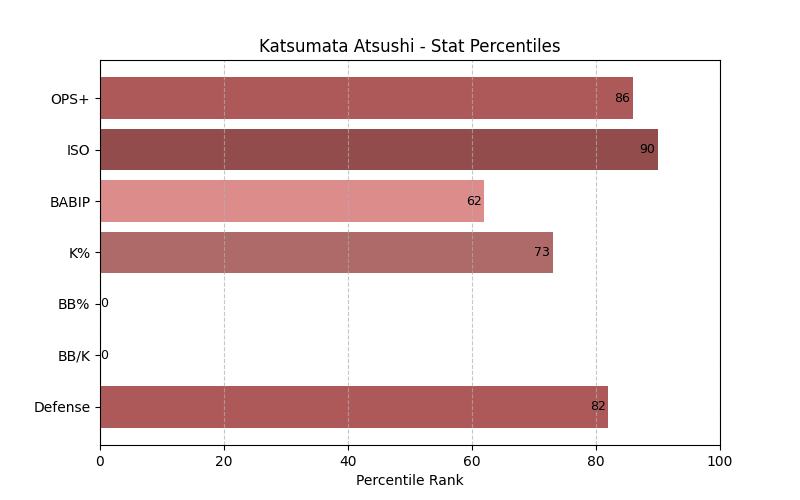 Katsumata Atsushi - Stat Percentiles
OPS+ 86
ISO 90
BABIP 62
K% 73
BB% 0
BB/K 0
Defense 82
0 20 40 60 80 100
Percentile Rank